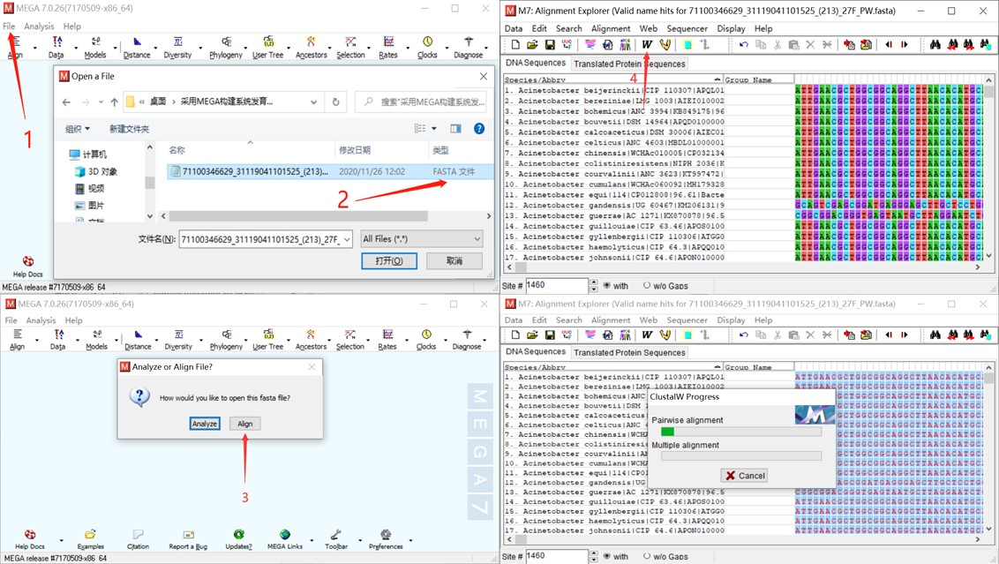 MEGA 7.0.26(7170509-x86_64)
File Analysis Help
Align Data Models Distance Diversity Phylogeny User Tree Ancestors Selection Rates Clocks Diagnose
1
Open a File
« 桌面 › 采用MEGA构建系统发育...
搜索"采用MEGA构建系统发...
组织 新建文件夹
名称 修改日期 类型
计算机
3D 对象
视频
图片
71100346629_31119041101525_(213)... 2020/11/26 12:02 FASTA 文件
2
文件名(N): 71100346629_31119041101525_(213)_27F_ All Files (*.*)
打开(O) 取消
Help Docs
MEGA release #7170509-x86_64
M7: Alignment Explorer (Valid name hits for 71100346629_31119041101525_(213)_27F_PW.fasta)
Data Edit Search Alignment Web Sequencer Display Help
W
4
DNA Sequences Translated Protein Sequences
Species/Abbrv Group Name
1. Acinetobacter beijerinckii|CIP 110307|APQL01 ATTGAACGCTGGCGGCAGGCTTAACACATGC
2. Acinetobacter bereziniae|LMG 1003|AIEI010002 ATTGAACGCTGGCGGCAGGCTTAACACATGC
3. Acinetobacter bohemicus|ANC 3994|KB849175|96 ATTGAACGCTGGCGGCAGGCTTAACACATGC
4. Acinetobacter bouvetii|DSM 14964|APQD0100000 ATTGAACGCTGGCGGCAGGCTTAACACATGC
5. Acinetobacter calcoaceticus|DSM 30006|AIEC01 ATTGAACGCTGGCGGCAGGCTTAACACATGC
6. Acinetobacter celticus|ANC 4603|MBDL01000001 ATTGAACGCTGGCGGCAGGCTTAACACATGC
7. Acinetobacter chinensis|WCHAc010005|CP032134 ATTGAACGCTGGCGGCAGGCTTAACACATGC
8. Acinetobacter colistiniresistens|NIPH 2036|K ATTGAACGCTGGCGGCAGGCTTAACACATGC
9. Acinetobacter courvalinii|ANC 3623|KT997472| ATTGAACGCTGGCGGCAGGCTTAACACATGC
10. Acinetobacter cumulans|WCHAc060092|MH179328 ATTGAACGCTGGCGGCAGGCTTAACACATGC
11. Acinetobacter equi|114|CP012808|96.61|Bacte ATTGAACGCTGGCGGCAGGCTTAACACATGC
12. Acinetobacter gandensis|UG 60467|KM206131|9
13. Acinetobacter guerrae|AC 1271|KX870878|96.5
14. Acinetobacter guillouiae|CIP 63.46|APOS0100 ATTGAACGCTGGCGGCAGGCTTAACACATGC
15. Acinetobacter gyllenbergii|CIP 110306|ATGG0 ATTGAACGCTGGCGGCAGGCTTAACACATGC
16. Acinetobacter haemolyticus|CIP 64.3|APQQ010 ATTGAACGCTGGCGGCAGGCTTAACACATGC
17. Acinetobacter johnsonii|CIP 64.6|APON010000 ATTGAACGCTGGCGGCAGGCTTAACACATGC
Site # 1460 with w/o Gaps
MEGA 7.0.26(7170509-x86_64)
File Analysis Help
Align Data Models Distance Diversity Phylogeny User Tree Ancestors Selection Rates Clocks Diagnose
Analyze or Align File?
How would you like to open this fasta file?
Analyze Align
3
MEGA7
Help Docs Examples Citation Report a Bug Updates? MEGA Links Toolbar Preferences
MEGA release #7170509-x86_64
M7: Alignment Explorer (Valid name hits for 71100346629_31119041101525_(213)_27F_PW.fasta)
Data Edit Search Alignment Web Sequencer Display Help
W
DNA Sequences Translated Protein Sequences
Species/Abbrv Group Name
1. Acinetobacter beijerinckii|CIP 110307|APQL01 ATTGAACGCTGGCGGCAGGCTTAACACATGC
2. Acinetobacter bereziniae|LMG 1003|AIEI010002 ATTGAACGCTGGCGGCAGGCTTAACACATGC
3. Acinetobacter bohemicus|ANC
4. Acinetobacter bouvetii|DSM
5. Acinetobacter calcoaceticus
6. Acinetobacter celticus|ANC
7. Acinetobacter chinensis|WCH
8. Acinetobacter colistiniresis
9. Acinetobacter courvalinii|AN
10. Acinetobacter cumulans|WCHA
11. Acinetobacter equi|114|CP01
12. Acinetobacter gandensis|UG
13. Acinetobacter guerrae|AC 1271|KX870878|96.5
14. Acinetobacter guillouiae|CIP 63.46|APOS0100 ATTGAACGCTGGCGGCAGGCTTAACACATGC
15. Acinetobacter gyllenbergii|CIP 110306|ATGG0 ATTGAACGCTGGCGGCAGGCTTAACACATGC
16. Acinetobacter haemolyticus|CIP 64.3|APQQ010 ATTGAACGCTGGCGGCAGGCTTAACACATGC
17. Acinetobacter johnsonii|CIP 64.6|APON010000 ATTGAACGCTGGCGGCAGGCTTAACACATGC
ClustalW Progress
Pairwise alignment
Multiple alignment
Cancel
Site # 1460 with w/o Gaps